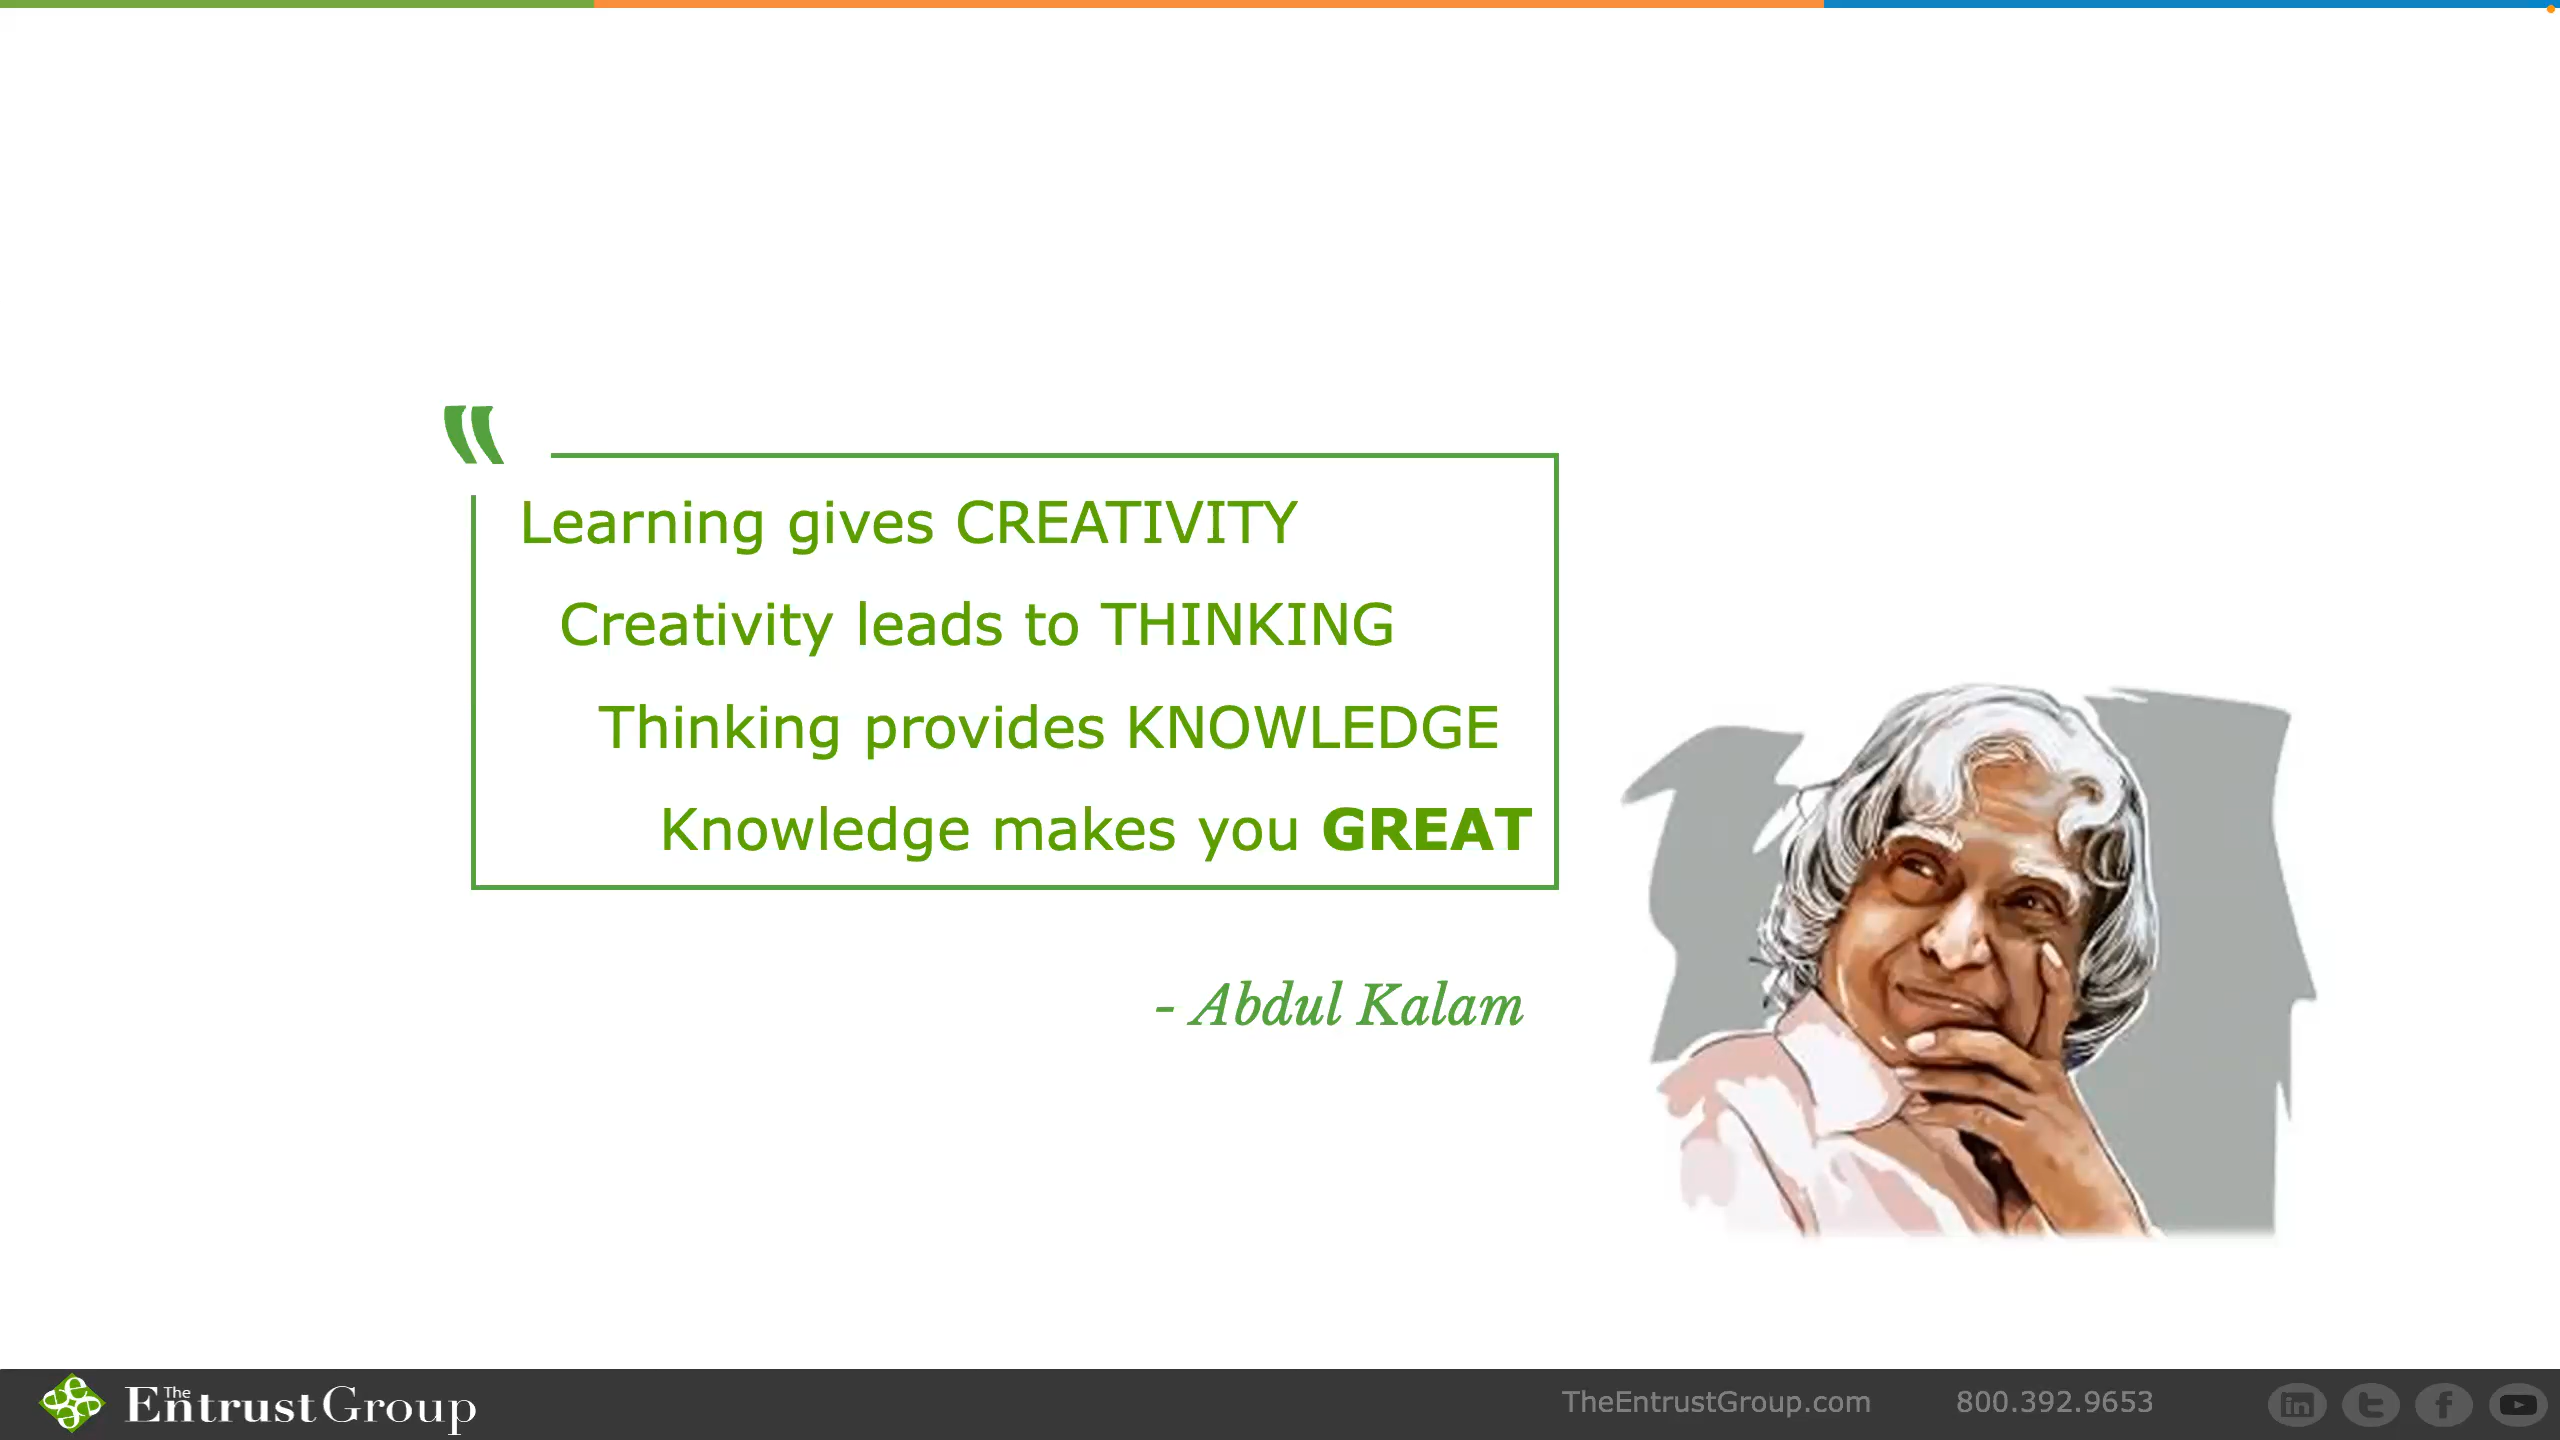 Learning gives CREATIVITY
Creativity leads to THINKING
Thinking provides KNOWLEDGE
Knowledge makes you GREAT
- Abdul Kalam
The Entrust Group
TheEntrustGroup.com 800.392.9653